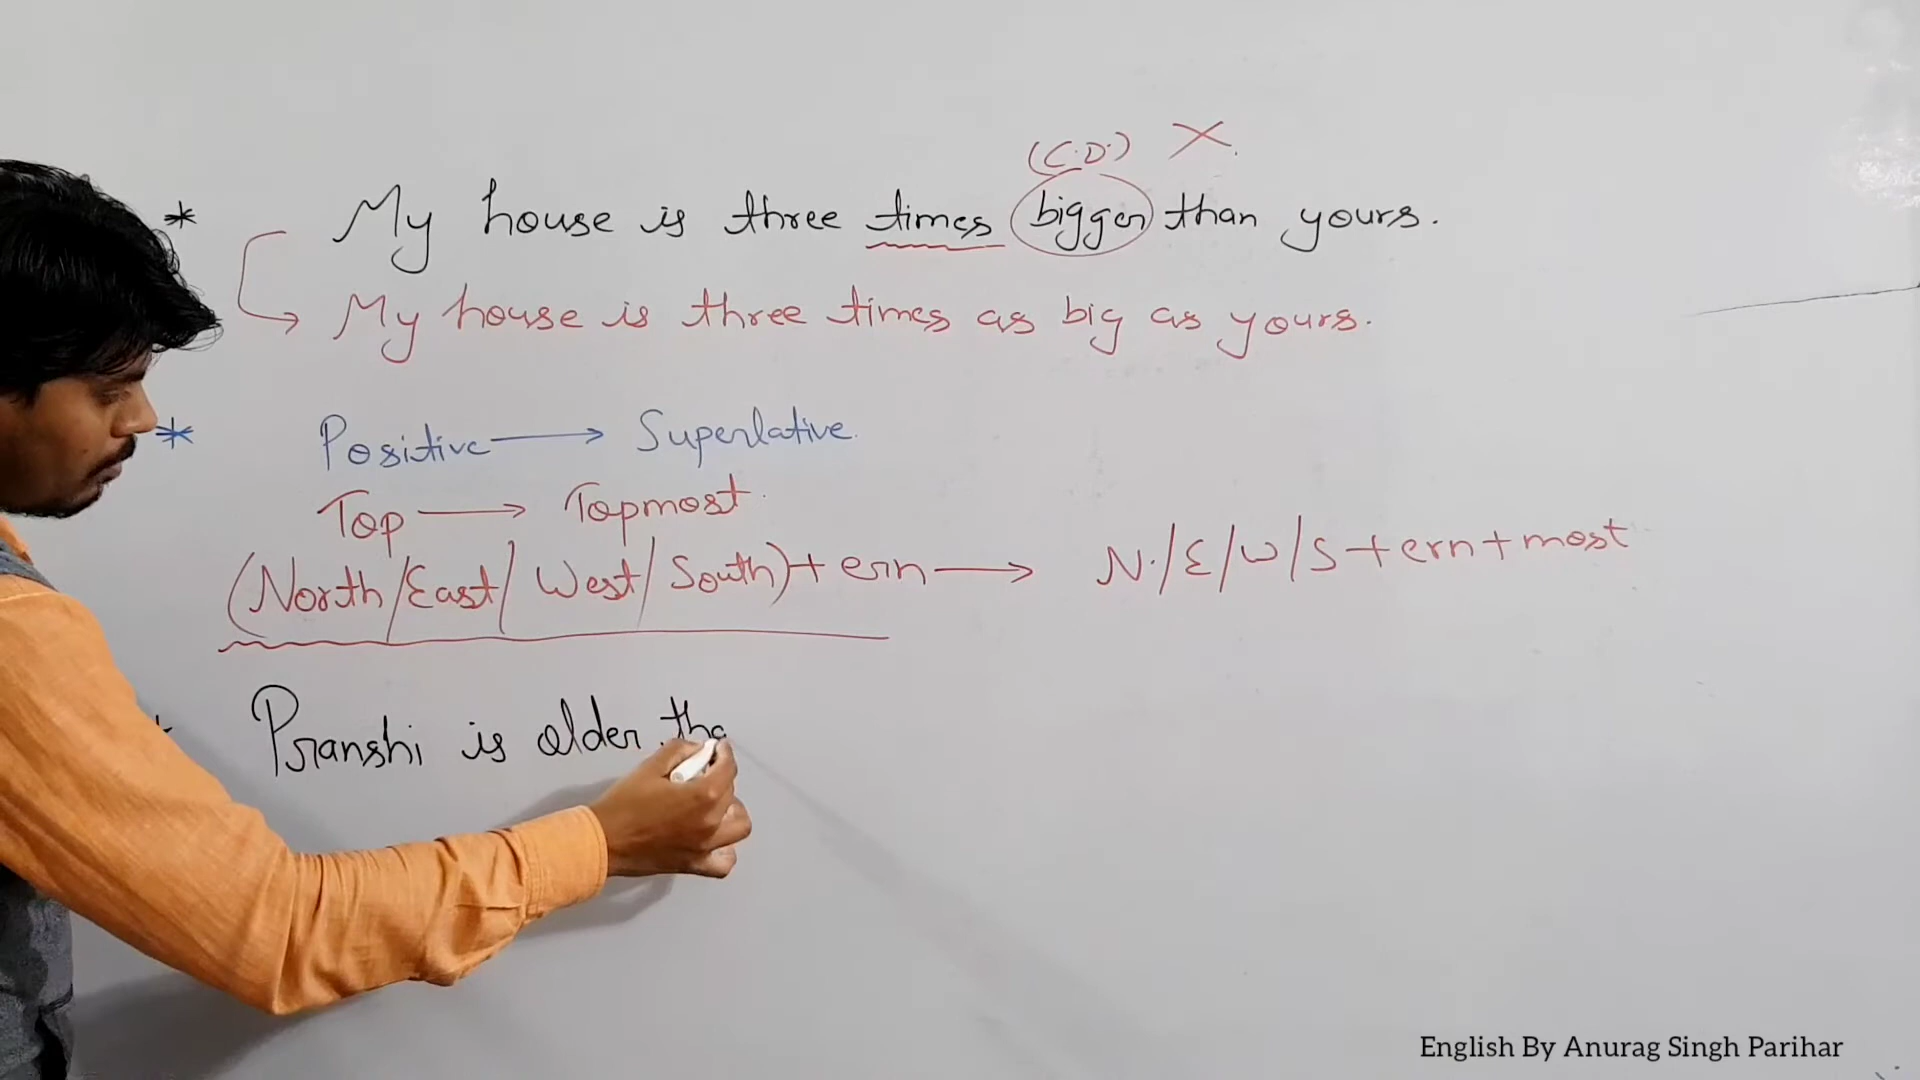 (C.D.) X
* My house is three times bigger than yours.
My house is three times as big as yours.
* Positive → Superlative.
Top → Topmost.
(North/East/West/South)+ern → N./E/W/S+ern+most
Pranshi is older tha
English By Anurag Singh Parihar